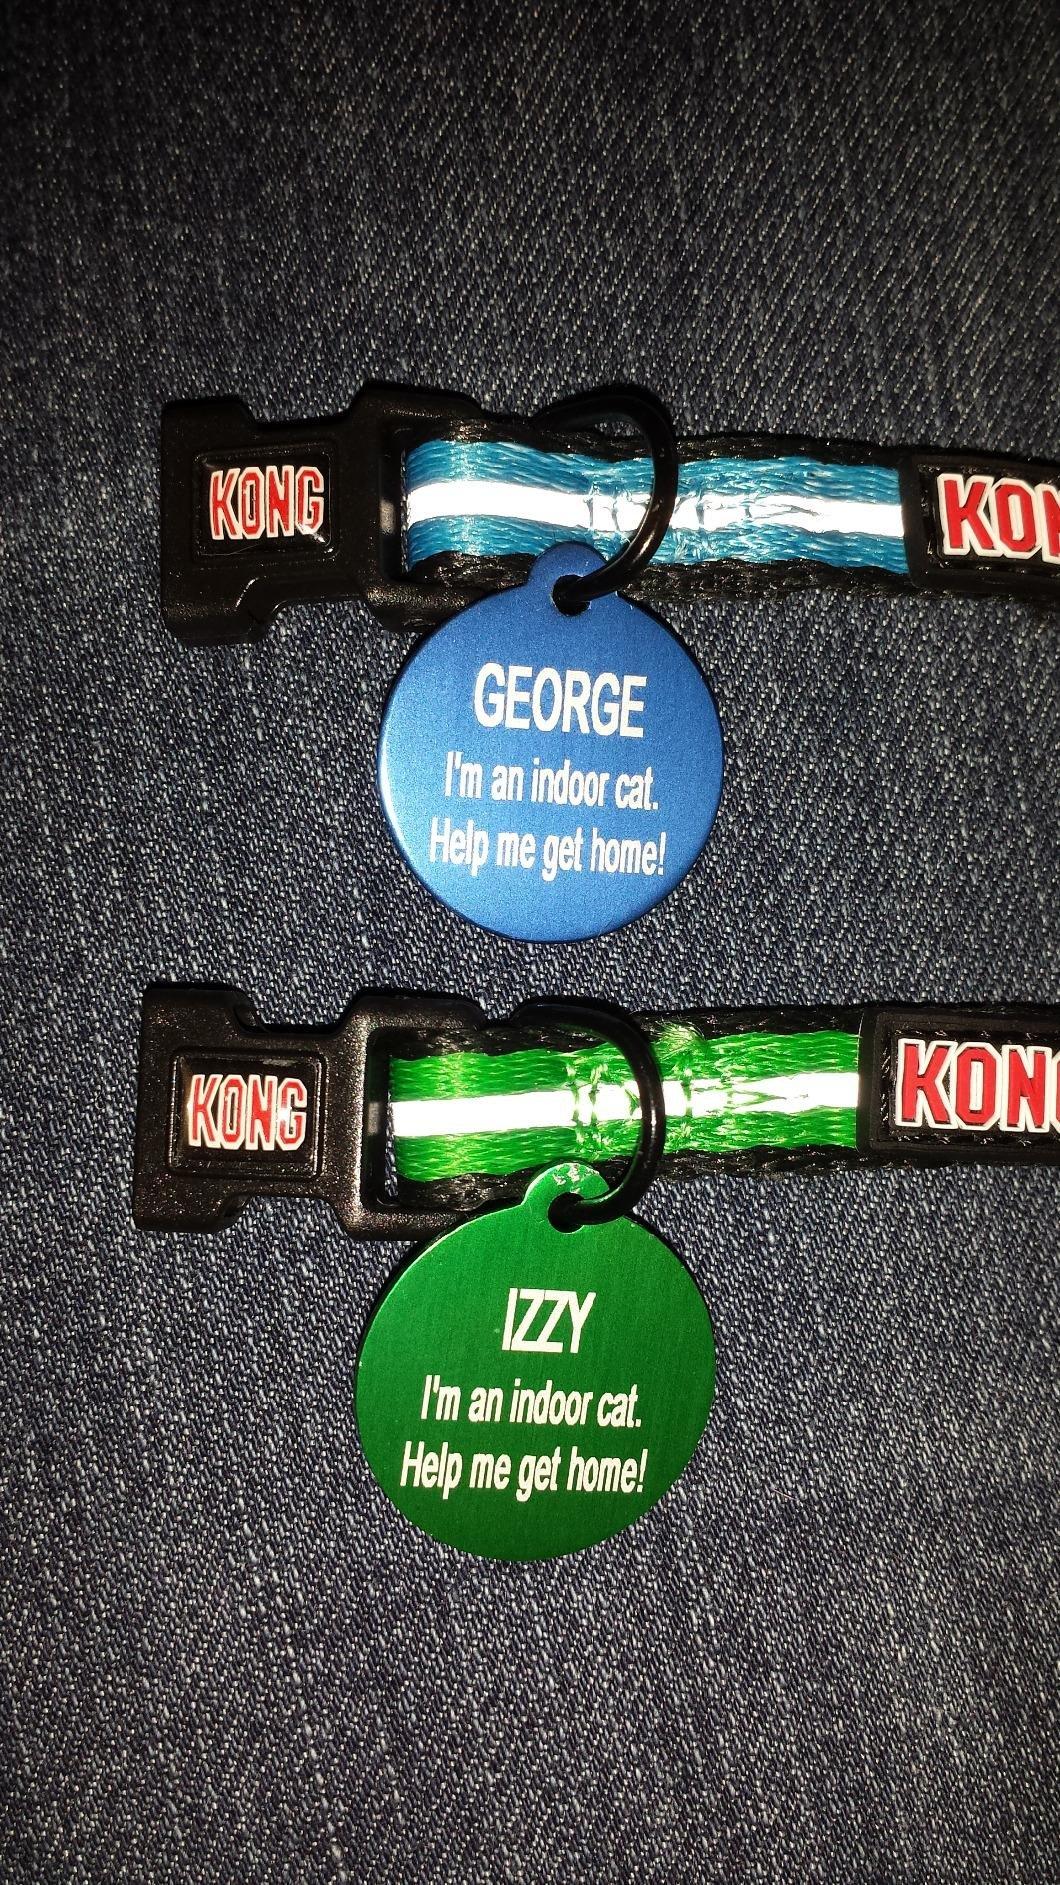 KONG
KON
GEORGE
I'm an indoor cat.
Help me get home!
KONG
KONG
IZZY
I'm an indoor cat.
Help me get home!